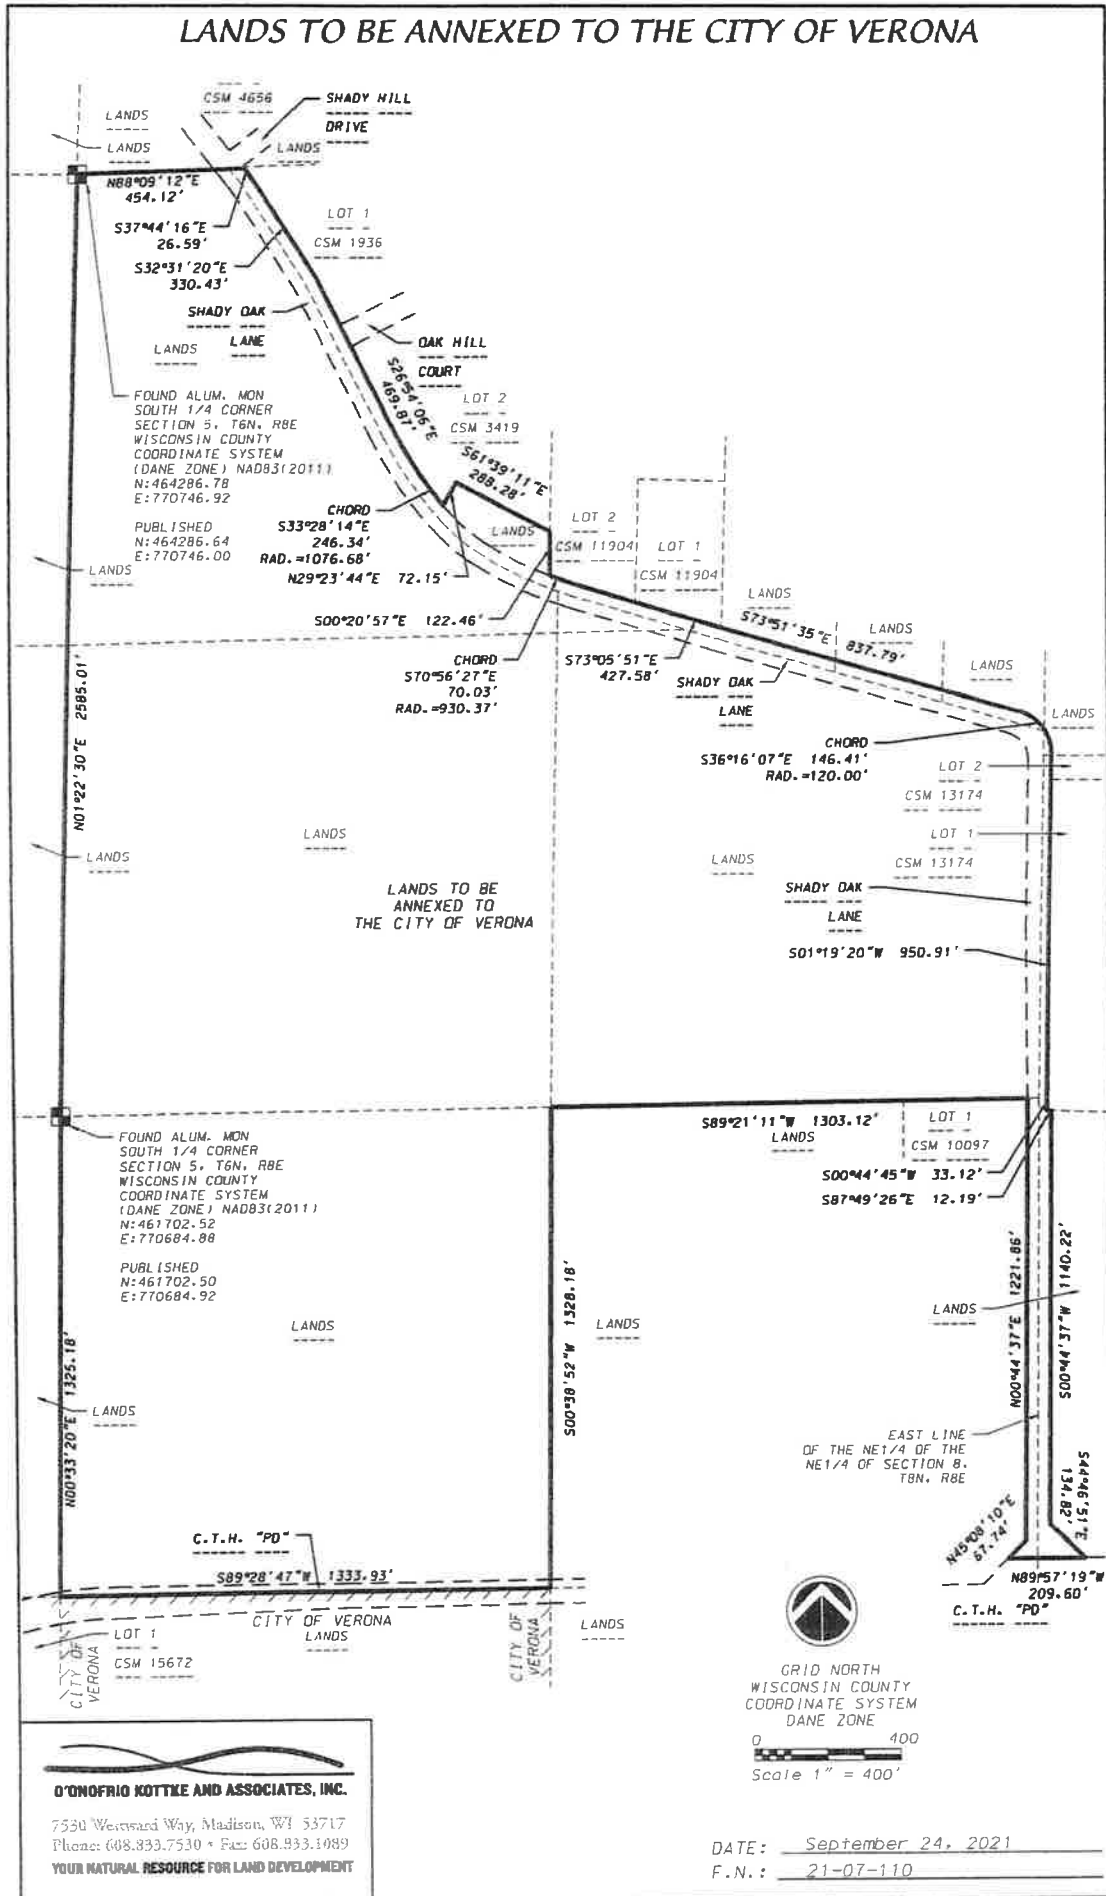 LANDS TO BE ANNEXED TO THE CITY OF VERONA
CSM 4656
SHADY HILL
DRIVE
LANDS
LANDS
LANDS
N88°09'12"E
454.12'
S37°44'16"E
26.59'
LOT 1
CSM 1936
S32°31'20"E
330.43'
SHADY OAK
LANE
LANDS
OAK HILL
COURT
S26°54'06"E
469.87'
LOT 2
CSM 3419
FOUND ALUM. MON
SOUTH 1/4 CORNER
SECTION 5, T6N, R8E
WISCONSIN COUNTY
COORDINATE SYSTEM
(DANE ZONE) NAD83(2011)
N:464286.78
E:770746.92
PUBLISHED
N:464286.64
E:770746.00
S61°39'11"E
288.28'
CHORD
S33°28'14"E
246.34'
RAD.=1076.68'
N29°23'44"E 72.15'
LANDS
LOT 2
CSM 11904
LOT 1
CSM 11904
LANDS
LANDS
S00°20'57"E 122.46'
S73°51'35"E 837.79'
LANDS
LANDS
CHORD
S70°56'27"E
70.03'
RAD.=930.37'
S73°05'51"E
427.58'
SHADY OAK
LANE
LANDS
N01°22'30"E 2585.01'
CHORD
S36°16'07"E 146.41'
RAD.=120.00'
LOT 2
CSM 13174
LOT 1
CSM 13174
LANDS
LANDS
LANDS
LANDS TO BE
ANNEXED TO
THE CITY OF VERONA
SHADY OAK
LANE
S01°19'20"W 950.91'
S89°21'11"W 1303.12'
LANDS
LOT 1
CSM 10097
S00°44'45"W 33.12'
S87°49'26"E 12.19'
FOUND ALUM. MON
SOUTH 1/4 CORNER
SECTION 5, T6N, R8E
WISCONSIN COUNTY
COORDINATE SYSTEM
(DANE ZONE) NAD83(2011)
N:461702.52
E:770684.88
PUBLISHED
N:461702.50
E:770684.92
N00°44'37"E 1221.86'
S00°44'37"W 1140.22'
LANDS
LANDS
LANDS
S00°38'52"W 1328.18'
N00°33'20"E 1325.18'
LANDS
EAST LINE
OF THE NE1/4 OF THE
NE1/4 OF SECTION 8,
T8N, R8E
S44°46'51"E
134.82'
N45°08'10"E
67.74'
C.T.H. "PD"
S89°28'47"W 1333.93'
N89°57'19"W
209.60'
C.T.H. "PD"
CITY OF VERONA
LANDS
LANDS
LOT 1
CSM 15672
CITY OF
VERONA
CITY OF
VERONA
GRID NORTH
WISCONSIN COUNTY
COORDINATE SYSTEM
DANE ZONE
0 400
Scale 1" = 400'
D'ONOFRIO KOTTKE AND ASSOCIATES, INC.
7530 Westward Way, Madison, WI 53717
Phone: 608.833.7530 • Fax: 608.833.1089
YOUR NATURAL RESOURCE FOR LAND DEVELOPMENT
DATE: September 24, 2021
F.N.: 21-07-110